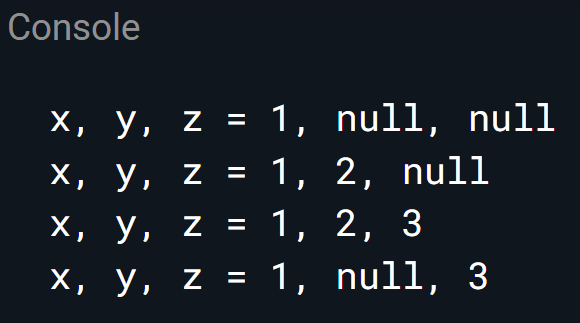 Console
x, y, z = 1, null, null
x, y, z = 1, 2, null
x, y, z = 1, 2, 3
x, y, z = 1, null, 3